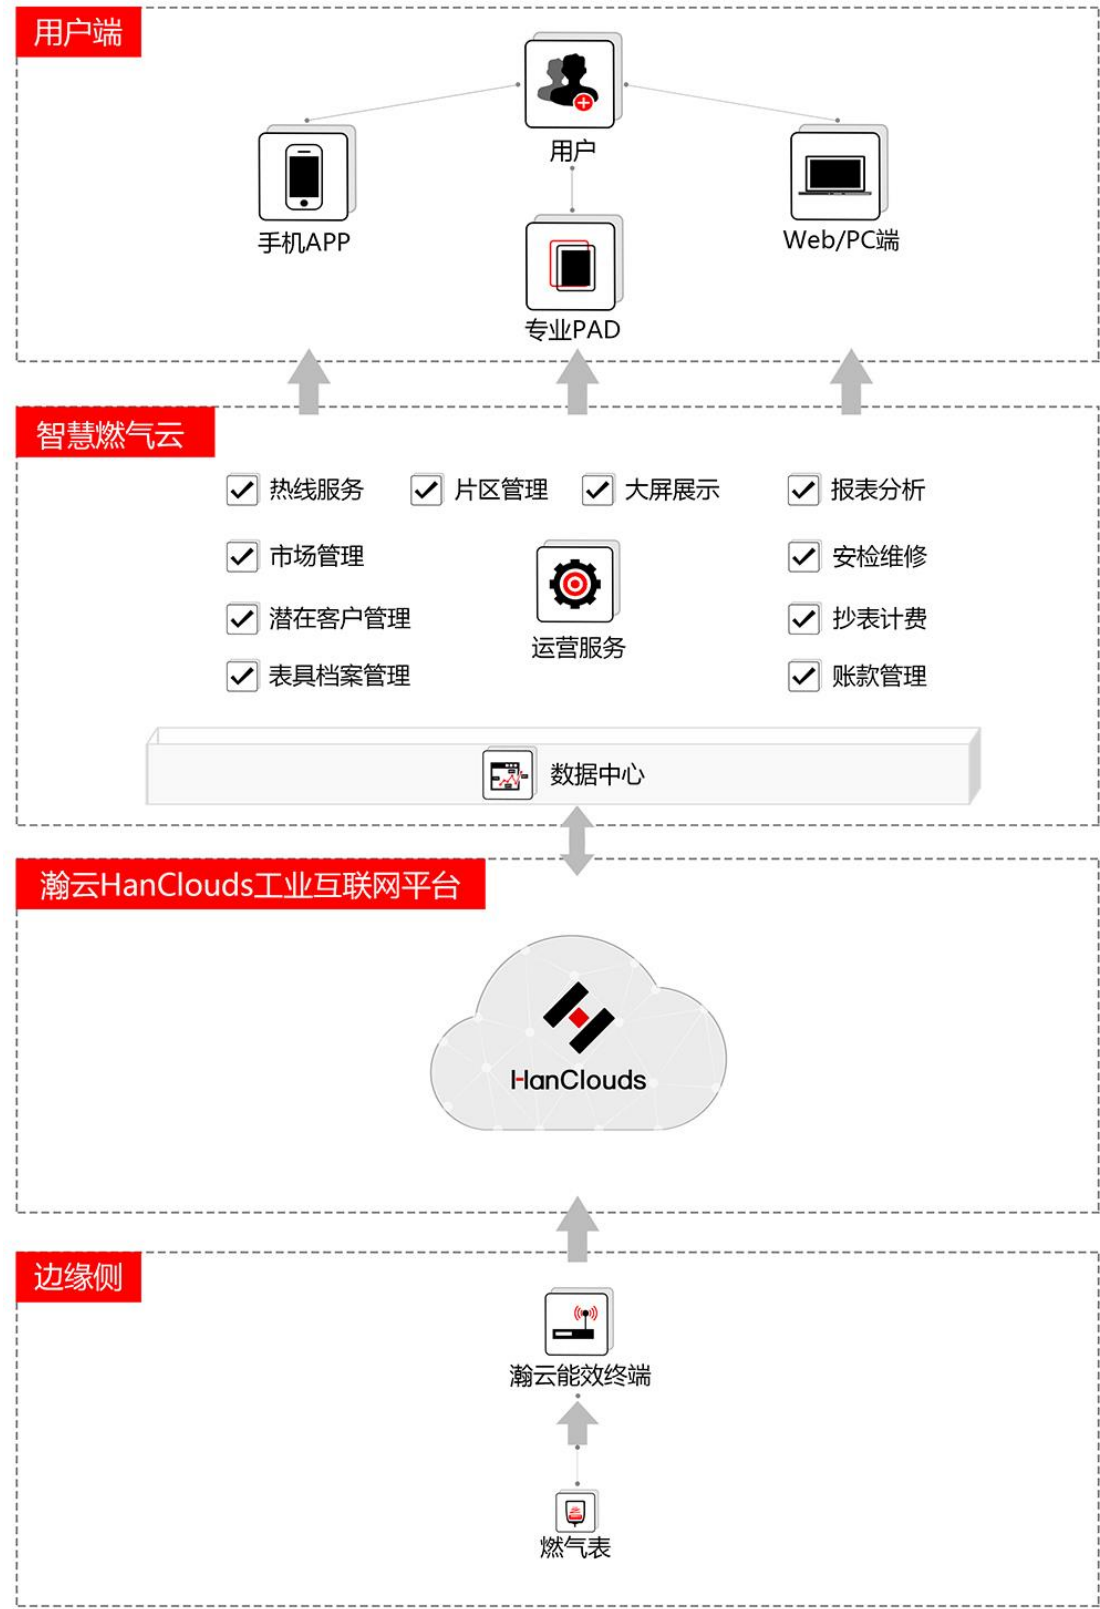 用户端
用户
手机APP
Web/PC端
专业PAD
智慧燃气云
热线服务
片区管理
大屏展示
报表分析
市场管理
安检维修
潜在客户管理
抄表计费
运营服务
表具档案管理
账款管理
数据中心
瀚云HanClouds工业互联网平台
HanClouds
边缘侧
瀚云能效终端
燃气表